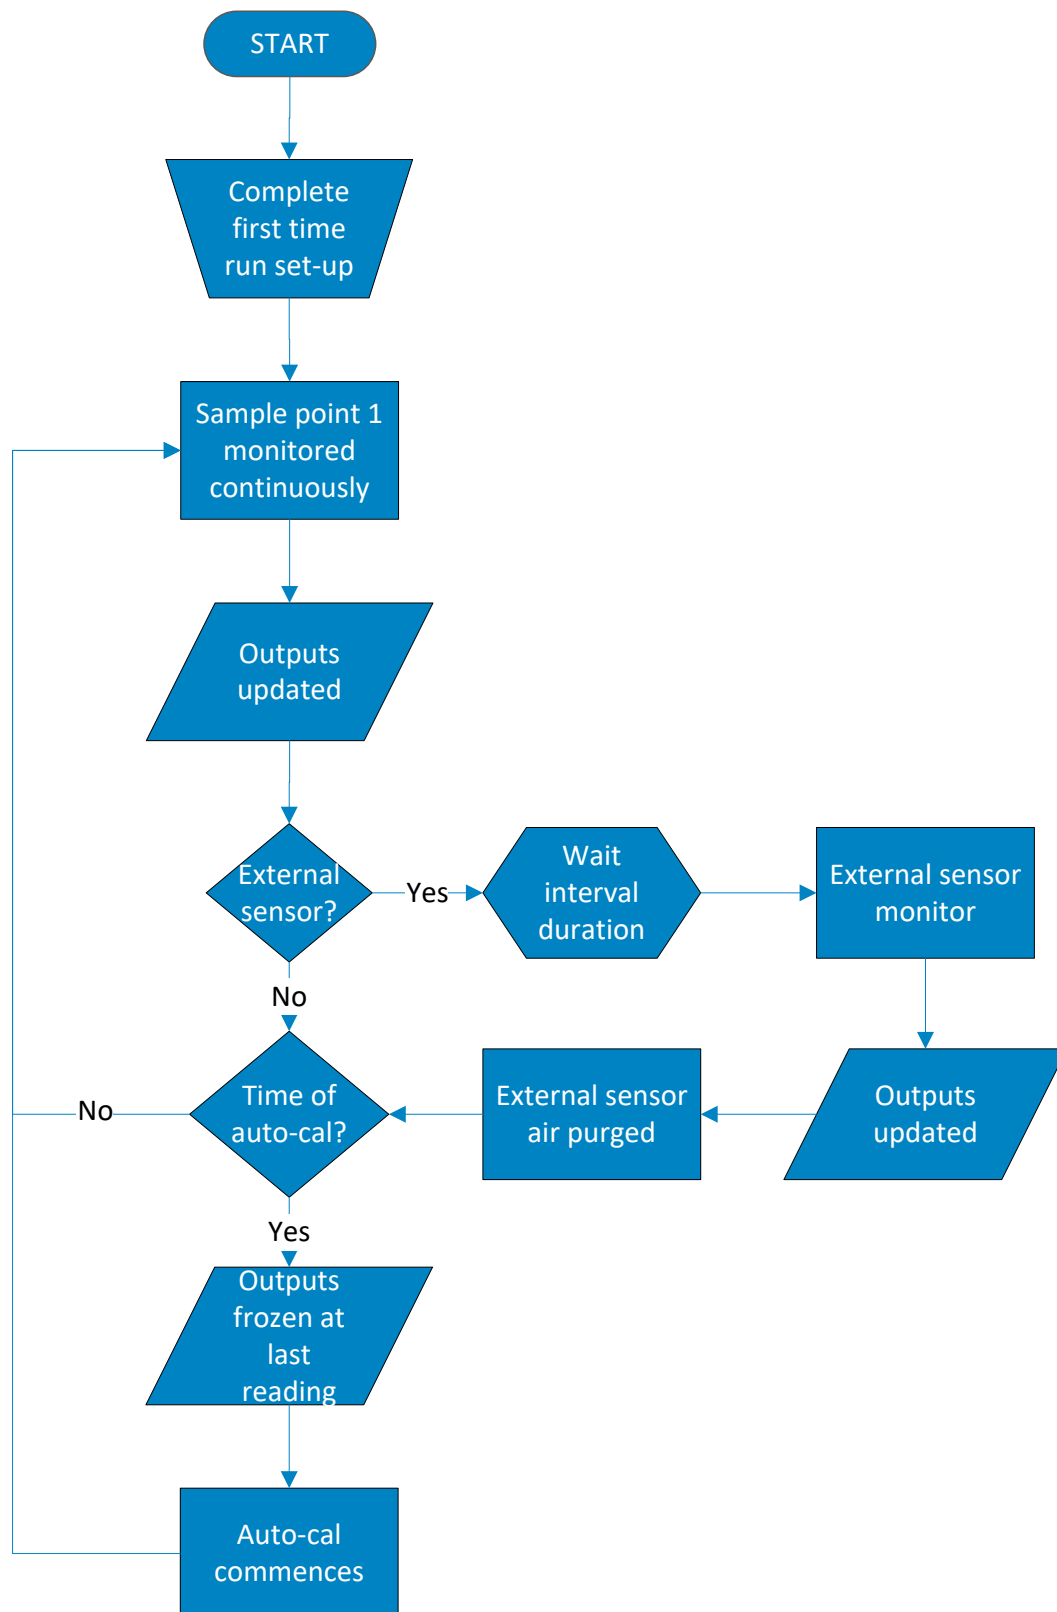 START
Complete
first time
run set-up
Sample point 1
monitored
continuously
Outputs
updated
External
sensor?
Yes
Wait
interval
duration
External sensor
monitor
No
Time of
auto-cal?
No
External sensor
air purged
Outputs
updated
Yes
Outputs
frozen at
last
reading
Auto-cal
commences